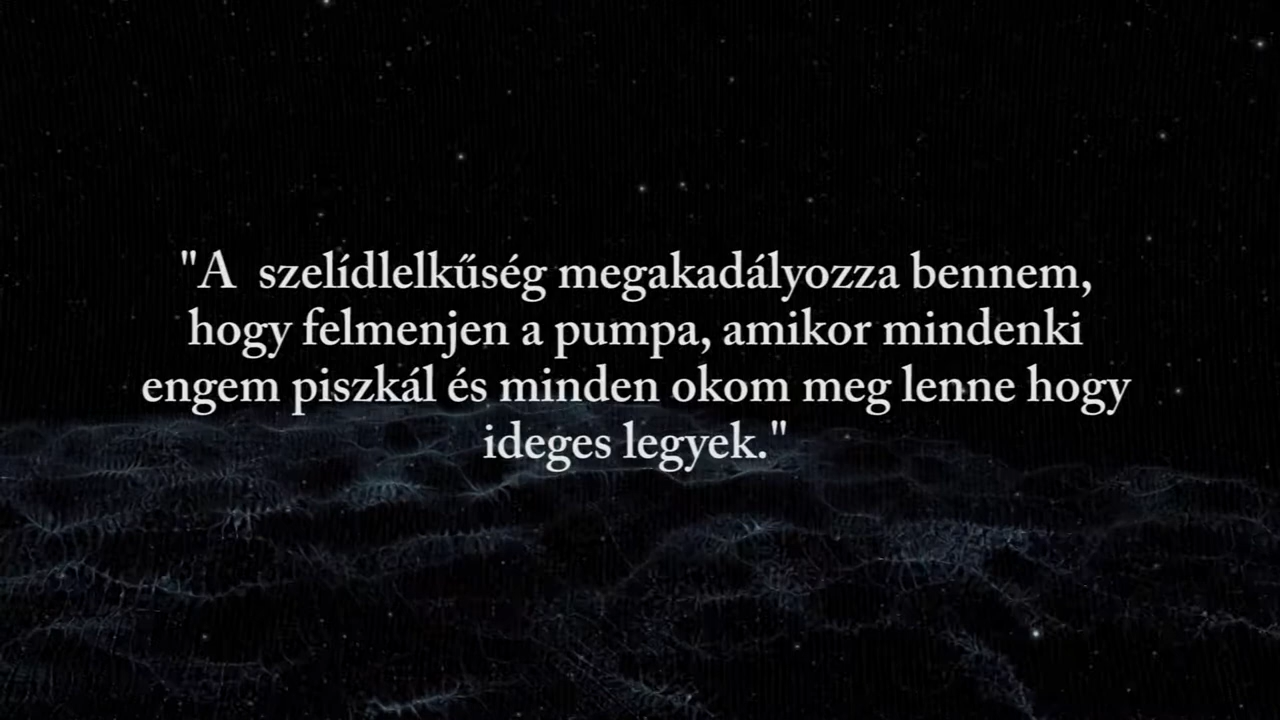 "A  szelídlelkűség megakadályozza bennem,
hogy felmenjen a pumpa, amikor mindenki
engem piszkál és minden okom meg lenne hogy
ideges legyek."